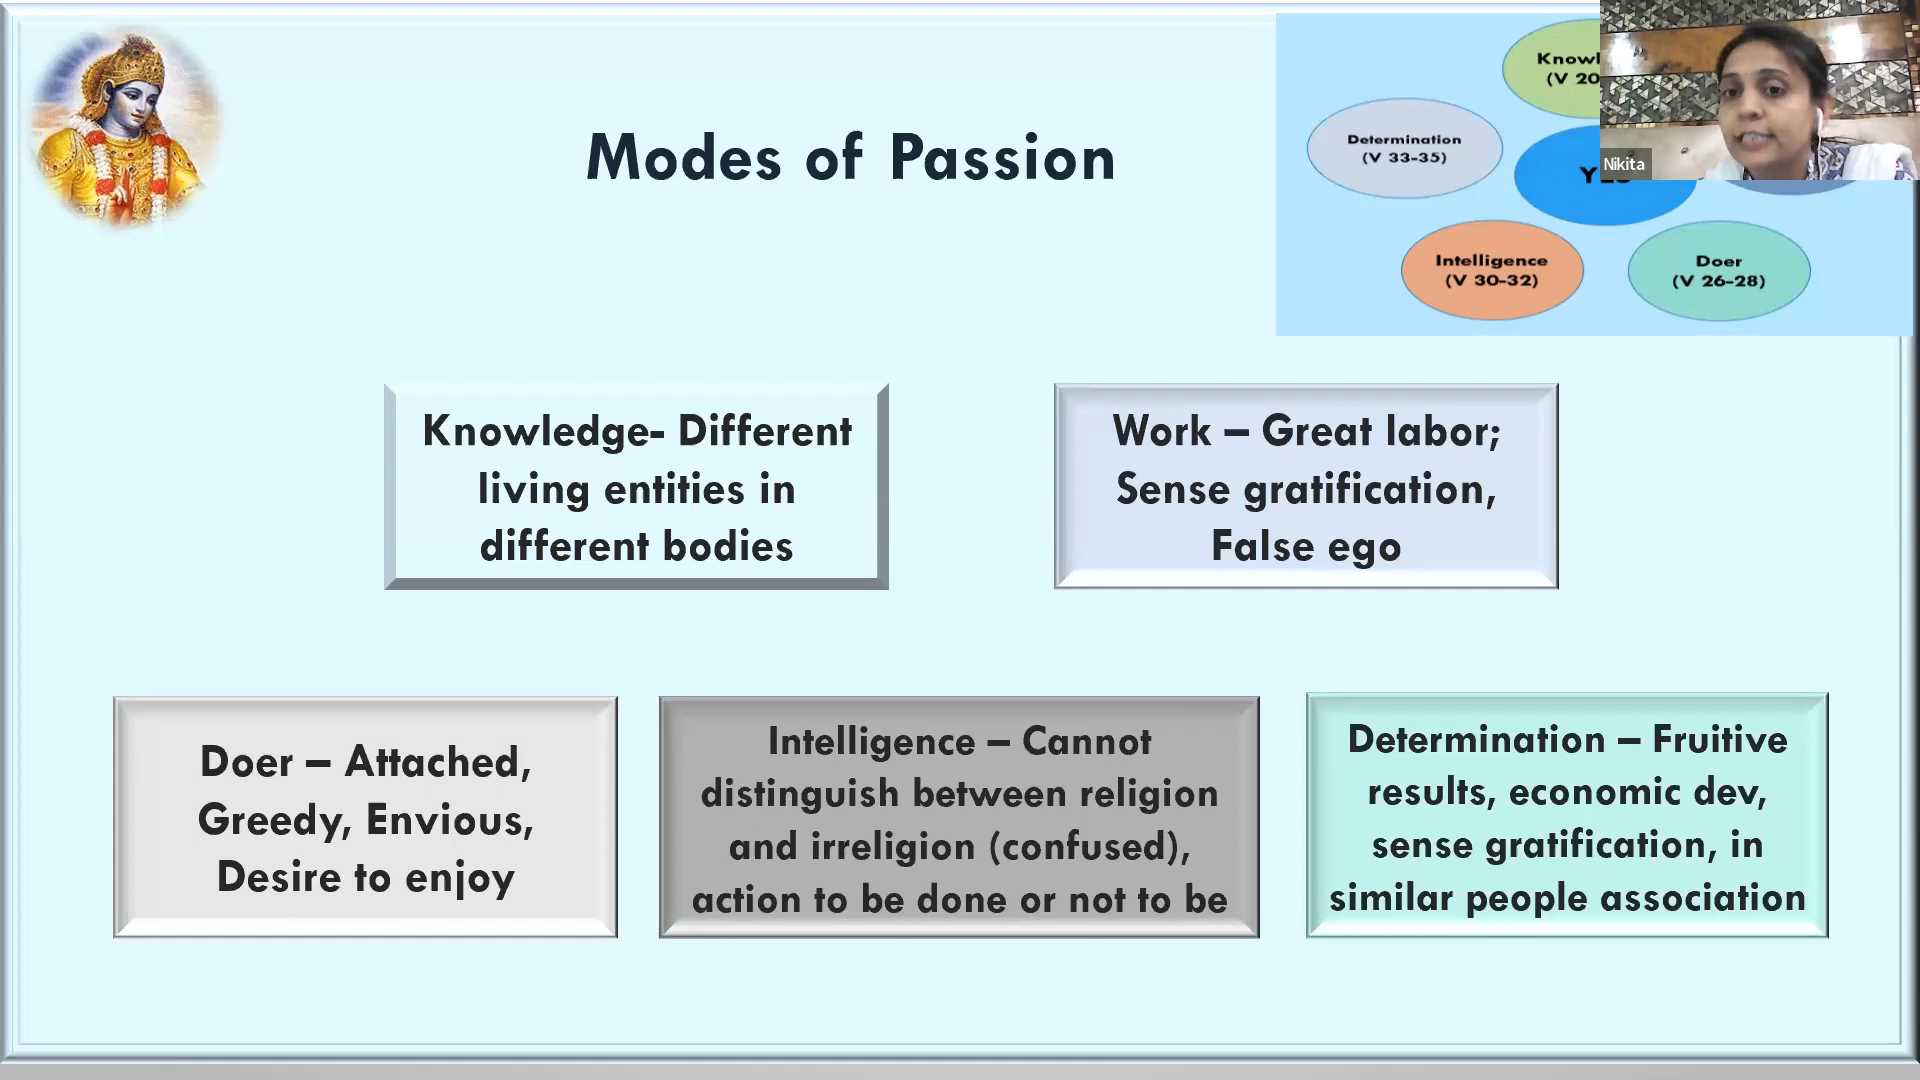 Modes of Passion
Determination
(V 33-35)
Intelligence
(V 30-32)
Doer
(V 26-28)
Nikita
Knowledge- Different
living entities in
different bodies
Work – Great labor;
Sense gratification,
False ego
Doer – Attached,
Greedy, Envious,
Desire to enjoy
Intelligence – Cannot
distinguish between religion
and irreligion (confused),
action to be done or not to be
Determination – Fruitive
results, economic dev,
sense gratification, in
similar people association